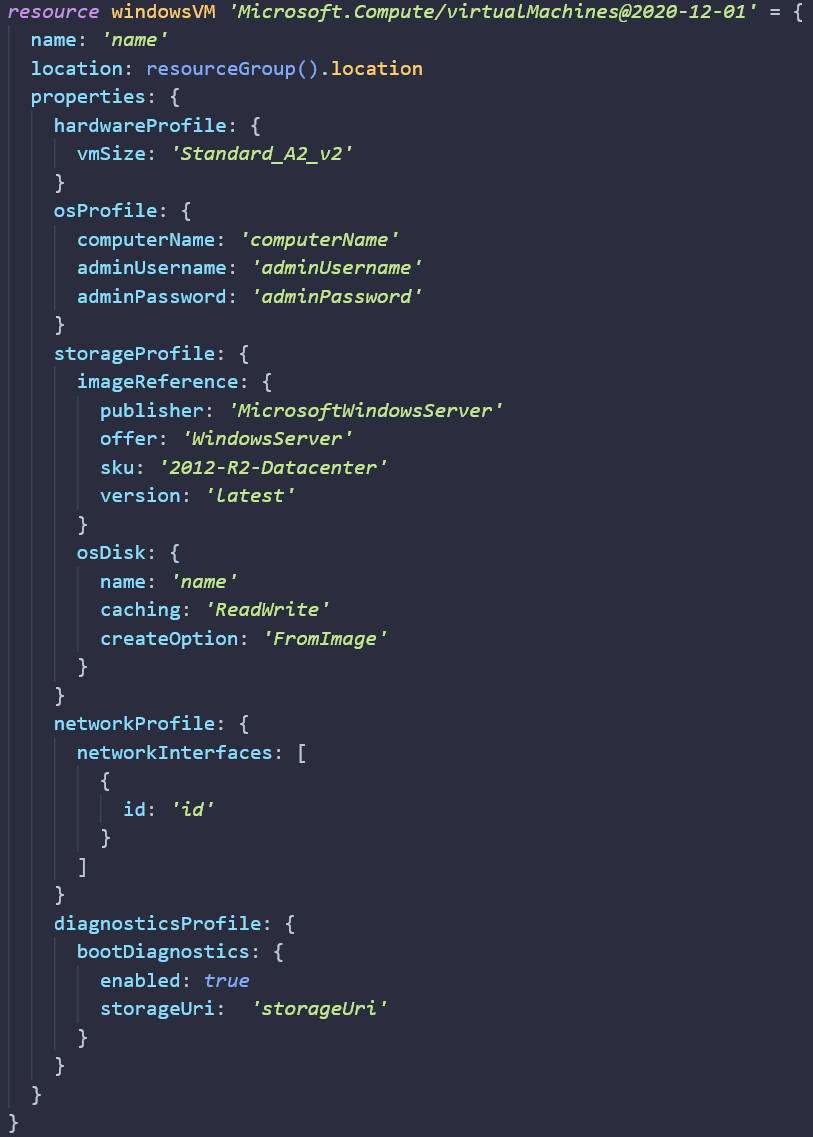 resource windowsVM 'Microsoft.Compute/virtualMachines@2020-12-01' = {
  name: 'name'
  location: resourceGroup().location
  properties: {
    hardwareProfile: {
      vmSize: 'Standard_A2_v2'
    }
    osProfile: {
      computerName: 'computerName'
      adminUsername: 'adminUsername'
      adminPassword: 'adminPassword'
    }
    storageProfile: {
      imageReference: {
        publisher: 'MicrosoftWindowsServer'
        offer: 'WindowsServer'
        sku: '2012-R2-Datacenter'
        version: 'latest'
      }
      osDisk: {
        name: 'name'
        caching: 'ReadWrite'
        createOption: 'FromImage'
      }
    }
    networkProfile: {
      networkInterfaces: [
        {
          id: 'id'
        }
      ]
    }
    diagnosticsProfile: {
      bootDiagnostics: {
        enabled: true
        storageUri:  'storageUri'
      }
    }
  }
}